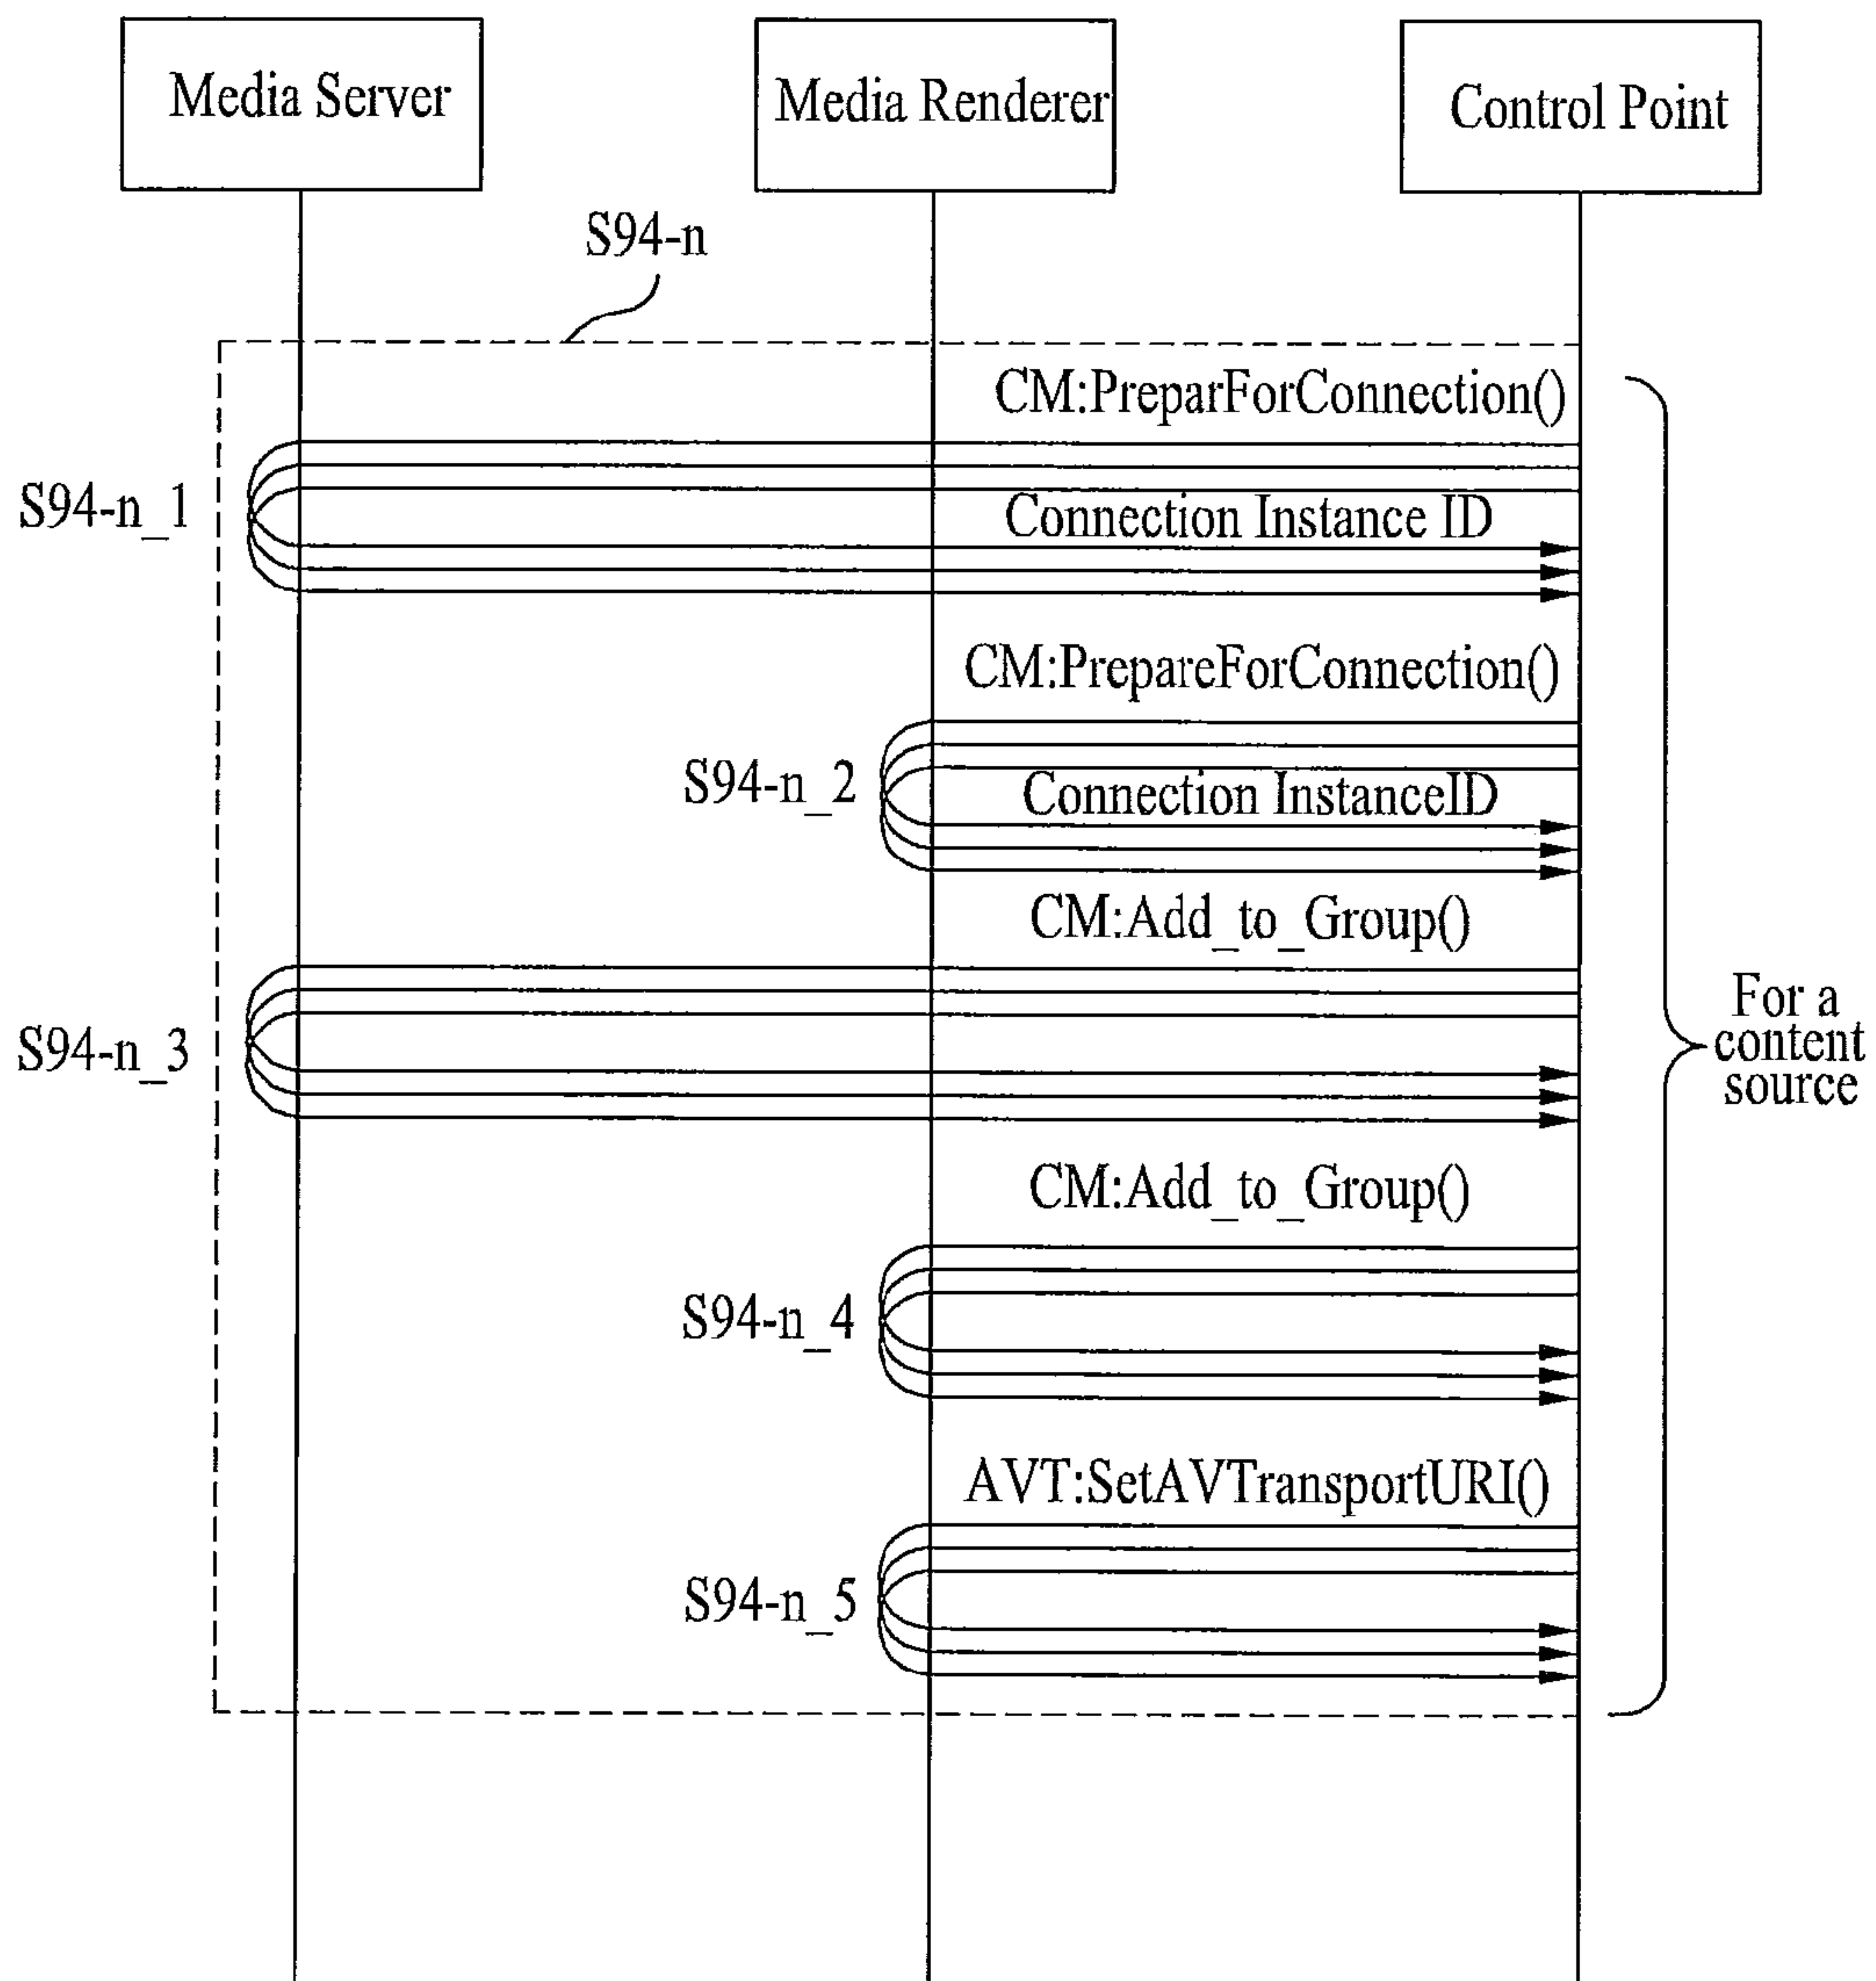 Media Server
Media Renderer
Control Point
S94-n
CM:PreparForConnection()
S94-n_1
Connection Instance ID
CM:PrepareForConnection()
S94-n_2
Connection InstanceID
CM:Add_to_Group()
S94-n_3
For a
content
source
CM:Add_to_Group()
S94-n_4
AVT:SetAVTransportURI()
S94-n_5